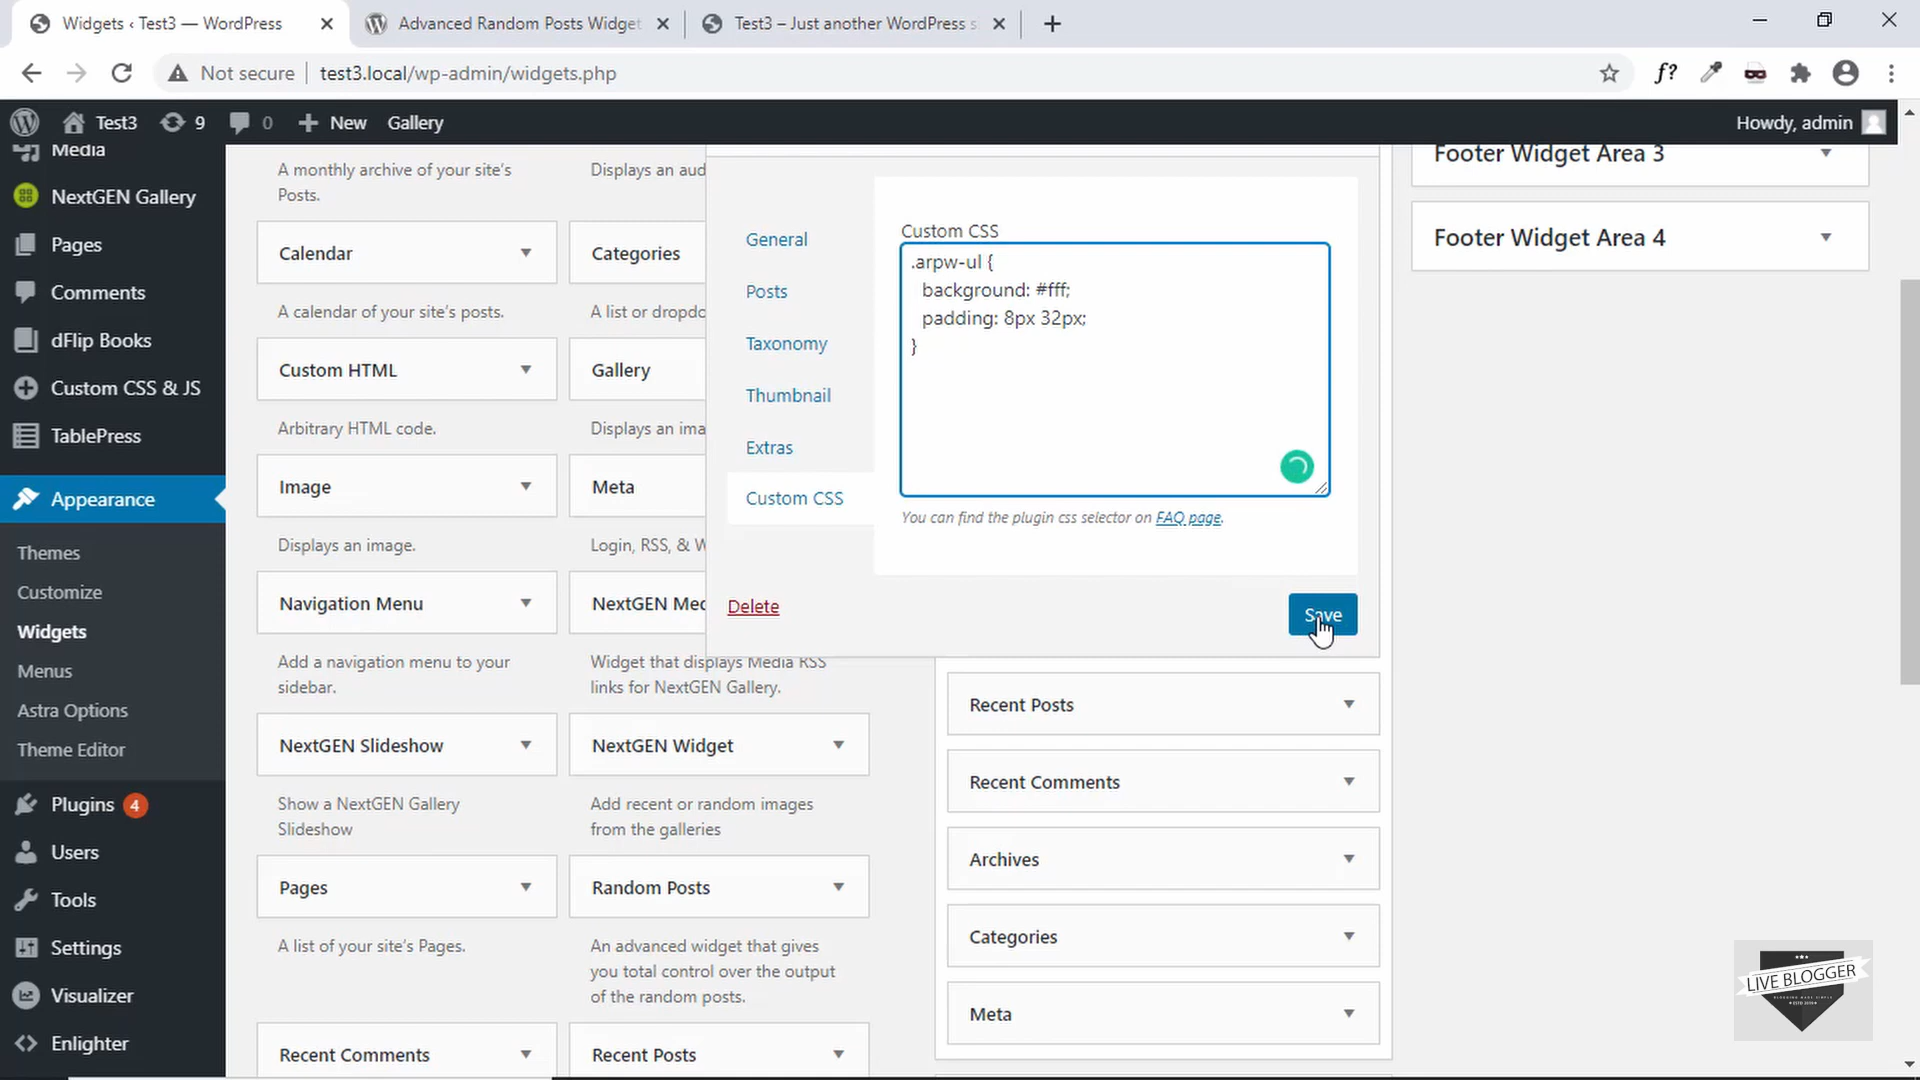 Widgets ‹ Test3 — WordPress
Advanced Random Posts Widget
Test3 – Just another WordPress s
Not secure
test3.local/wp-admin/widgets.php
f?
Test3
9
0
New
Gallery
Howdy, admin
Media
NextGEN Gallery
Pages
Comments
dFlip Books
Custom CSS & JS
TablePress
Appearance
Themes
Customize
Widgets
Menus
Astra Options
Theme Editor
Plugins 4
Users
Tools
Settings
Visualizer
Enlighter
A monthly archive of your site's
Posts.
Calendar
A calendar of your site's posts.
Custom HTML
Arbitrary HTML code.
Image
Displays an image.
Navigation Menu
Add a navigation menu to your
sidebar.
NextGEN Slideshow
Show a NextGEN Gallery
Slideshow
Pages
A list of your site's Pages.
Recent Comments
Displays an aud
Categories
A list or dropdo
Gallery
Displays an ima
Meta
Login, RSS, & W
NextGEN Med
Widget that displays Media RSS
links for NextGEN Gallery.
NextGEN Widget
Add recent or random images
from the galleries
Random Posts
An advanced widget that gives
you total control over the output
of the random posts.
Recent Posts
General
Posts
Taxonomy
Thumbnail
Extras
Custom CSS
Custom CSS
.arpw-ul {
background: #fff;
padding: 8px 32px;
}
You can find the plugin css selector on FAQ page.
Delete
Save
Recent Posts
Recent Comments
Archives
Categories
Meta
Footer Widget Area 3
Footer Widget Area 4
LIVE BLOGGER